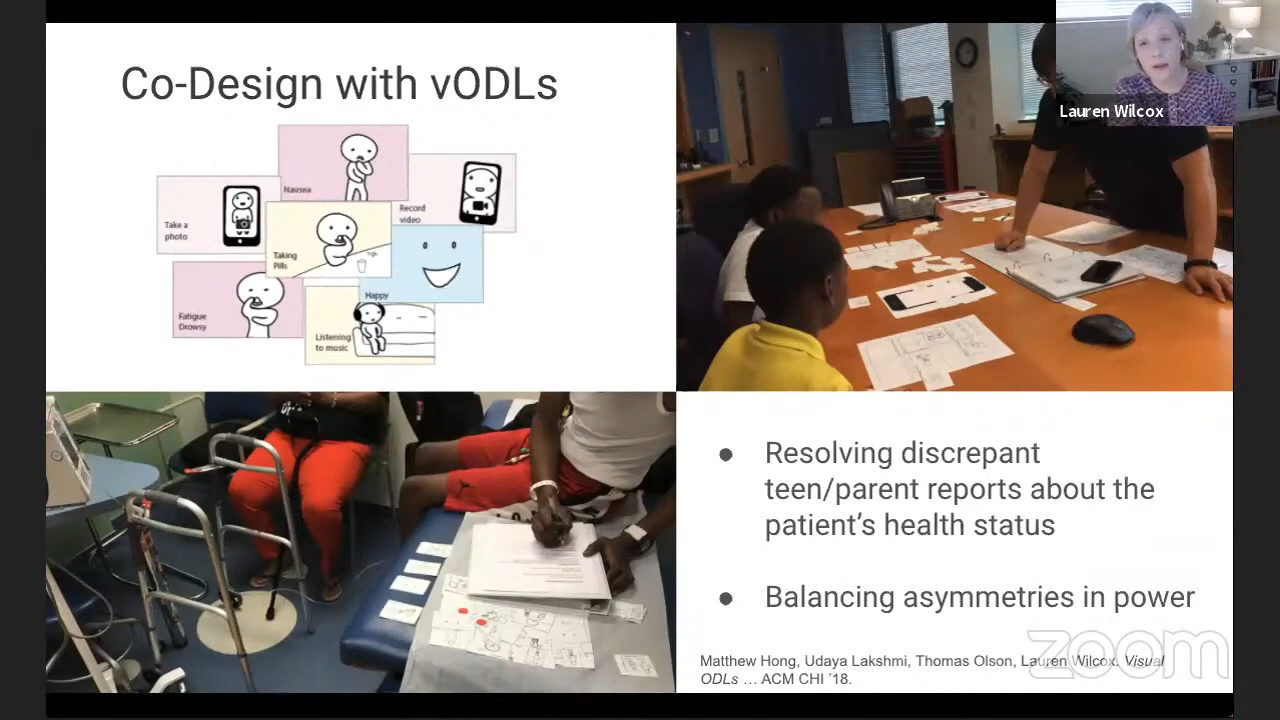 Co-Design with vODLs
Nausea
Take a
photo
Record
video
Taking
Pills
Happy
Fatigue
Drowsy
Listening
to music
Lauren Wilcox
● Resolving discrepant
teen/parent reports about the
patient's health status
● Balancing asymmetries in power
Matthew Hong, Udaya Lakshmi, Thomas Olson, Lauren Wilcox. Visual
ODLs … ACM CHI '18.
zoom